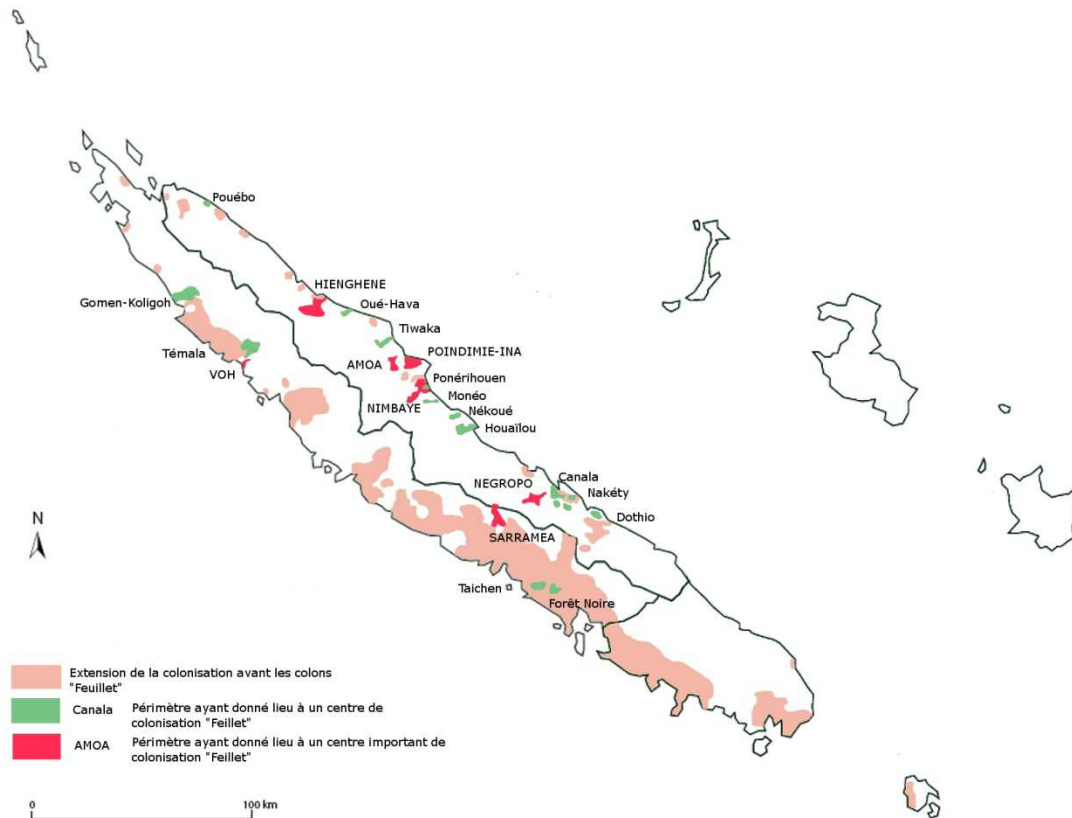 Pouébo
HIENGHENE
Gomen-Koligoh
Oué-Hava
Tiwaka
Témala
POINDIMIE-INA
AMOA
VOH
Ponérihouen
Monéo
NIMBAYE
Nékoué
Houaïlou
Canala
NEGROPO
Nakéty
Dothio
N
SARRAMEA
Taichen
Forêt Noire
Extension de la colonisation avant les colons
"Feuillet"
Canala
Périmètre ayant donné lieu à un centre de
colonisation "Feillet"
AMOA
Périmètre ayant donné lieu à un centre important de
colonisation "Feillet"
0
100 km